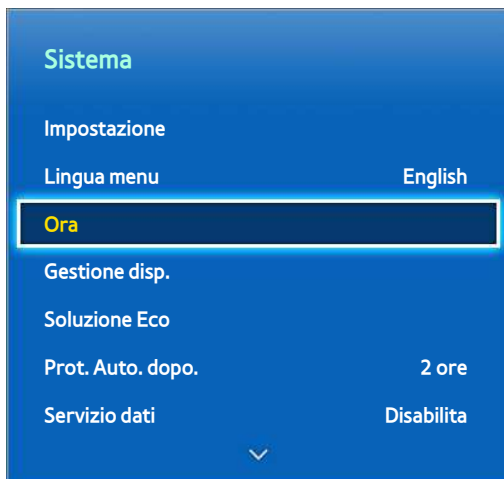 Sistema
Impostazione
Lingua menu English
Ora
Gestione disp.
Soluzione Eco
Prot. Auto. dopo. 2 ore
Servizio dati Disabilita